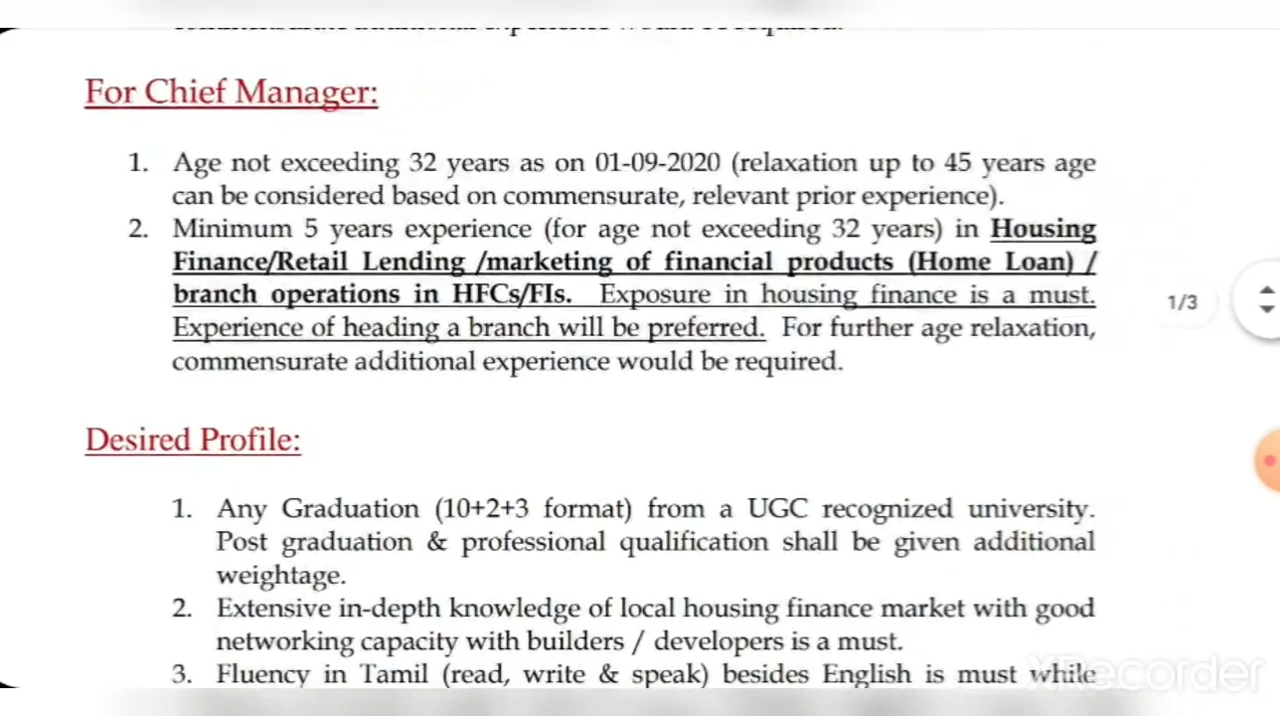 For Chief Manager:
1. Age not exceeding 32 years as on 01-09-2020 (relaxation up to 45 years age
can be considered based on commensurate, relevant prior experience).
2. Minimum 5 years experience (for age not exceeding 32 years) in Housing
Finance/Retail Lending /marketing of financial products (Home Loan) /
branch operations in HFCs/FIs. Exposure in housing finance is a must.
Experience of heading a branch will be preferred. For further age relaxation,
commensurate additional experience would be required.
1/3
Desired Profile:
1. Any Graduation (10+2+3 format) from a UGC recognized university.
Post graduation & professional qualification shall be given additional
weightage.
2. Extensive in-depth knowledge of local housing finance market with good
networking capacity with builders / developers is a must.
3. Fluency in Tamil (read, write & speak) besides English is must while
XRecorder